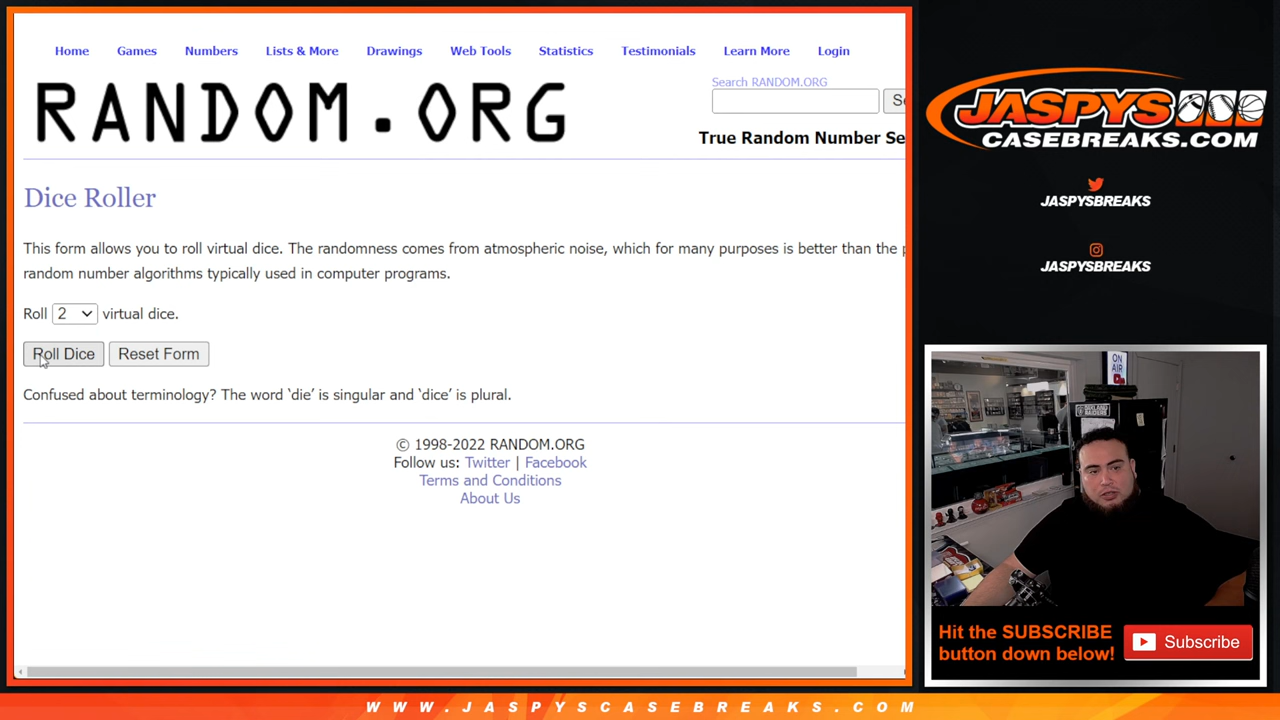 Home Games Numbers Lists & More Drawings Web Tools Statistics Testimonials Learn More Login
RANDOM.ORG
Search RANDOM.ORG
True Random Number Se
Dice Roller
This form allows you to roll virtual dice. The randomness comes from atmospheric noise, which for many purposes is better than the
random number algorithms typically used in computer programs.
Roll 2 virtual dice.
Roll Dice Reset Form
Confused about terminology? The word ‘die’ is singular and ‘dice’ is plural.
© 1998-2022 RANDOM.ORG
Follow us: Twitter | Facebook
Terms and Conditions
About Us
JASPYS
CASEBREAKS.COM
JASPYSBREAKS
JASPYSBREAKS
ON
AIR
OAKLAND
RAIDERS
Hit the SUBSCRIBE
button down below!
Subscribe
WWW.JASPYSCASEBREAKS.COM